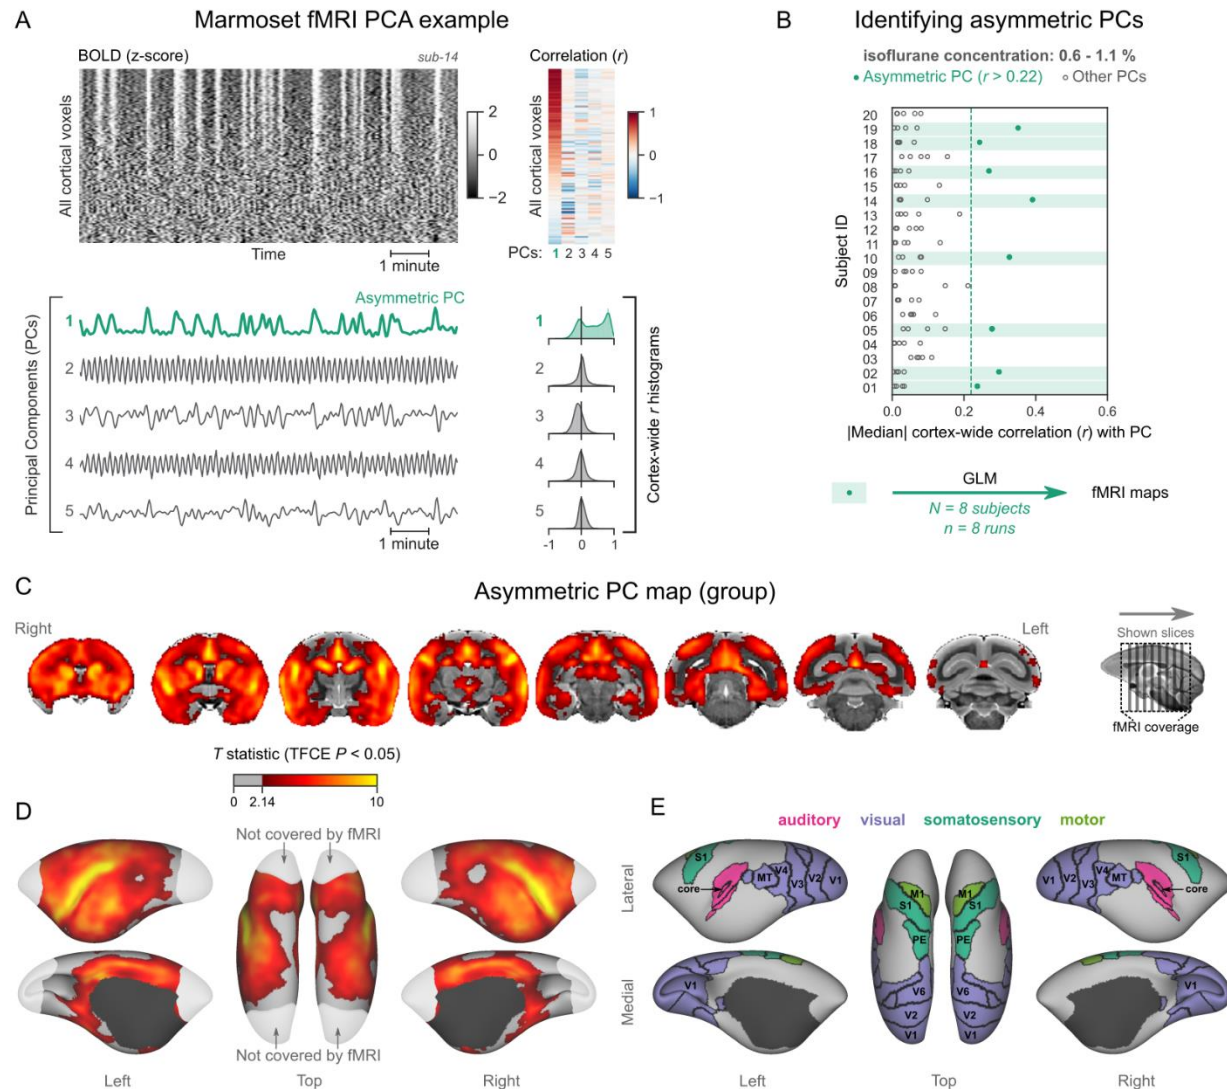 A
Marmoset fMRI PCA example
BOLD (z-score)
sub-14
All cortical voxels
2
0
−2
Time
1 minute
Correlation (r)
All cortical voxels
1
0
−1
PCs: 1 2 3 4 5
Principal Components (PCs)
Asymmetric PC
1
2
3
4
5
1 minute
1
2
3
4
5
-1 0 1
Cortex-wide r histograms
B
Identifying asymmetric PCs
isoflurane concentration: 0.6 - 1.1 %
Asymmetric PC (r > 0.22)
Other PCs
Subject ID
20
19
18
17
16
15
14
13
12
11
10
09
08
07
06
05
04
03
02
01
0.0 0.2 0.4 0.6
|Median| cortex-wide correlation (r) with PC
GLM
N = 8 subjects
n = 8 runs
fMRI maps
C
Asymmetric PC map (group)
Right
Left
Shown slices
fMRI coverage
T statistic (TFCE P < 0.05)
0 2.14 10
D
Not covered by fMRI
Not covered by fMRI
Left
Top
Right
E
auditory visual somatosensory motor
Lateral
Medial
S1
core
MT
V4
V3
V2
V1
V1
M1
S1
PE
V6
V2
V1
M1
S1
PE
V6
V2
V1
V1
V2
V3
V4
MT
core
S1
V1
Left
Top
Right